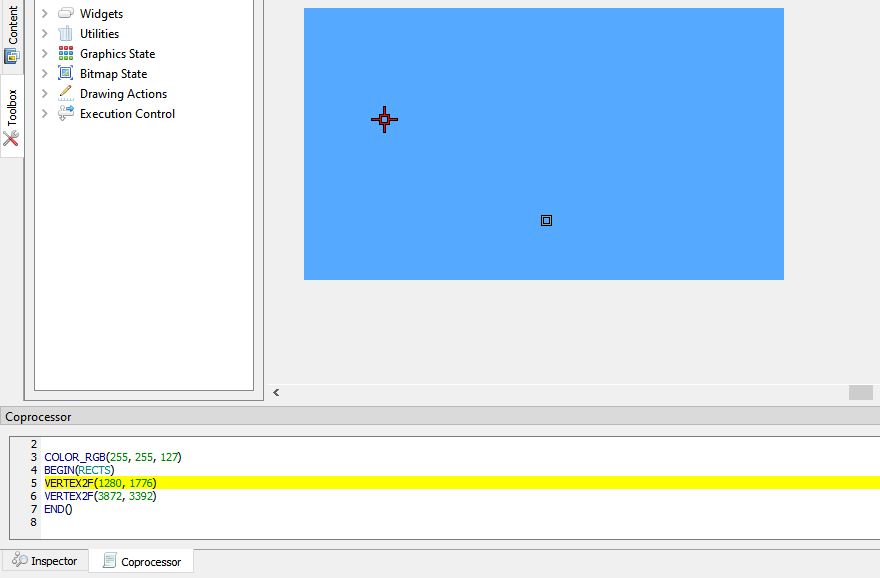 Content
Toolbox
Widgets
Utilities
Graphics State
Bitmap State
Drawing Actions
Execution Control
Coprocessor
2
3 COLOR_RGB(255, 255, 127)
4 BEGIN(RECTS)
5 VERTEX2F(1280, 1776)
6 VERTEX2F(3872, 3392)
7 END()
8
Inspector
Coprocessor